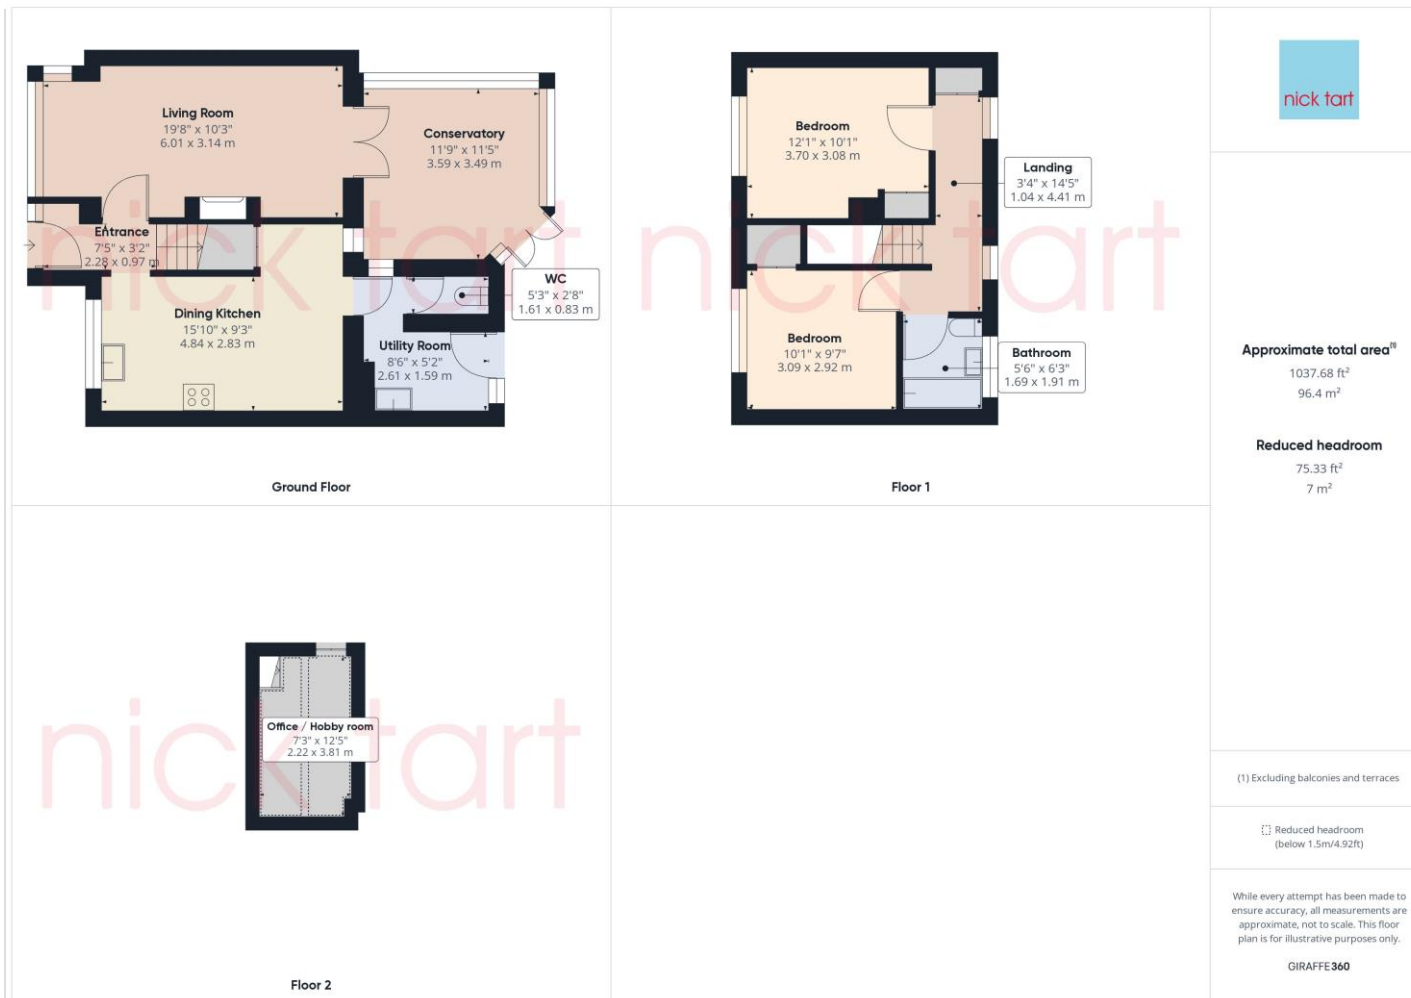 Living Room
19'8" x 10'3"
6.01 x 3.14 m
Conservatory
11'9" x 11'5"
3.59 x 3.49 m
Entrance
7'5" x 3'2"
2.28 x 0.97 m
WC
5'3" x 2'8"
1.61 x 0.83 m
Dining Kitchen
15'10" x 9'3"
4.84 x 2.83 m
Utility Room
8'6" x 5'2"
2.61 x 1.59 m
nick tart
Ground Floor
Bedroom
12'1" x 10'1"
3.70 x 3.08 m
Landing
3'4" x 14'5"
1.04 x 4.41 m
Bedroom
10'1" x 9'7"
3.09 x 2.92 m
Bathroom
5'6" x 6'3"
1.69 x 1.91 m
nick tart
Floor 1
Office / Hobby room
7'3" x 12'5"
2.22 x 3.81 m
nick tart
Floor 2
nick tart
Approximate total area(1)
1037.68 ft²
96.4 m²
Reduced headroom
75.33 ft²
7 m²
(1) Excluding balconies and terraces
Reduced headroom
(below 1.5m/4.92ft)
While every attempt has been made to
ensure accuracy, all measurements are
approximate, not to scale. This floor
plan is for illustrative purposes only.
GIRAFFE360